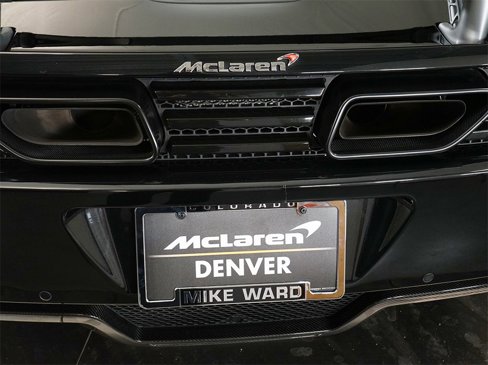 McLaren
COLORADO
McLaren
DENVER
MIKE WARD